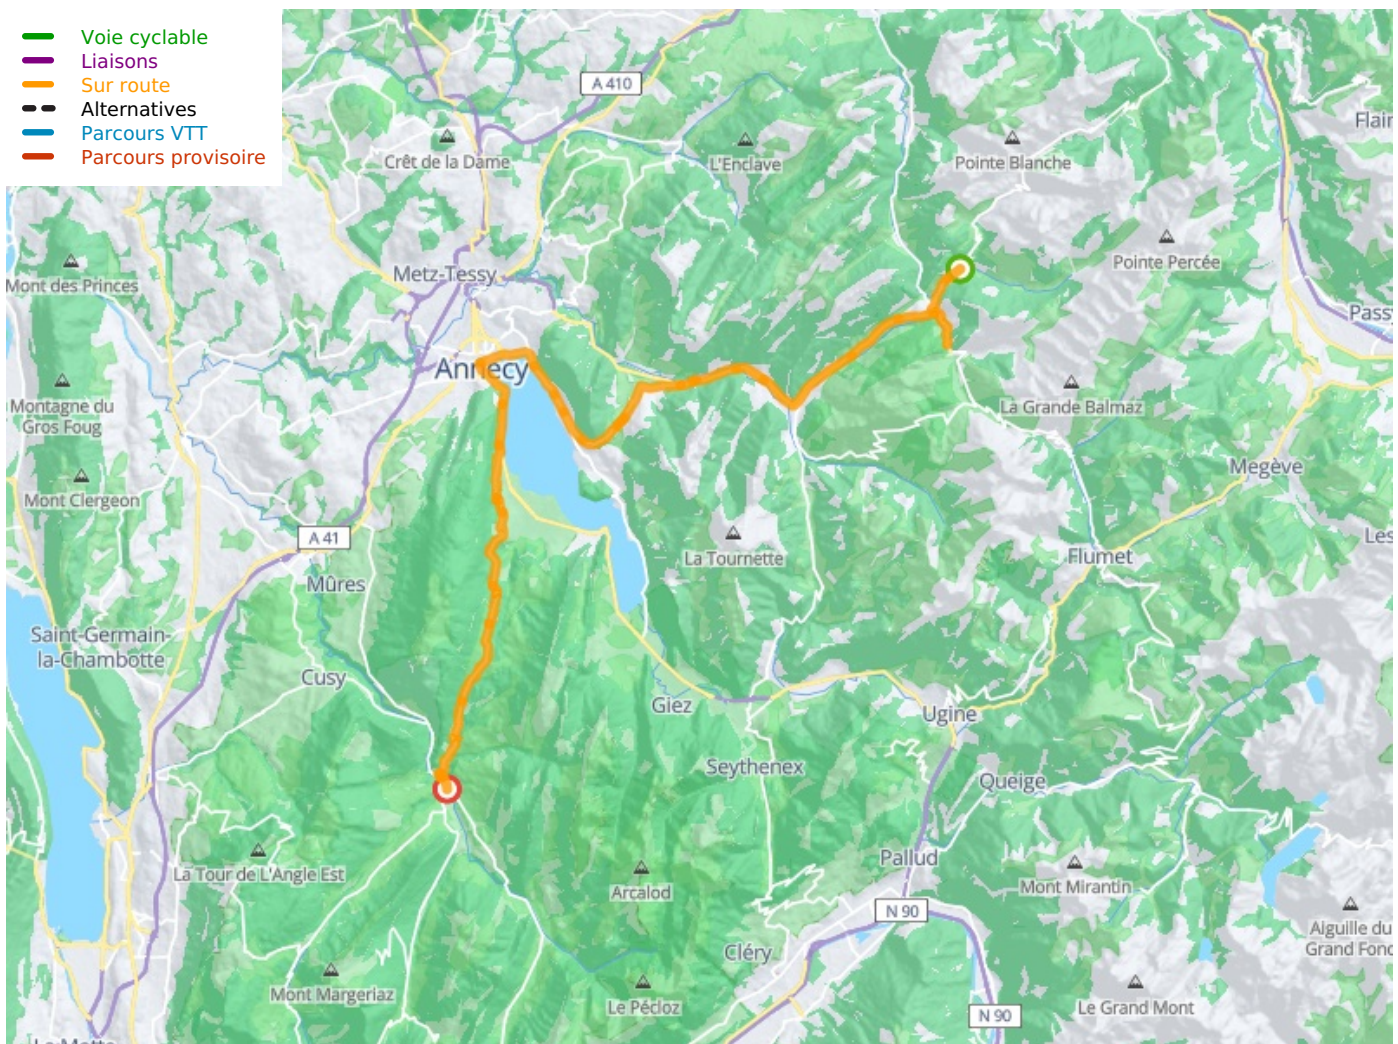 Voie cyclable
Liaisons
Sur route
Alternatives
Parcours VTT
Parcours provisoire
A 410
Flain
Crêt de la Dame
L'Enclave
Pointe Blanche
Mont des Princes
Metz-Tessy
Pointe Percée
Passy
Annecy
Montagne du
Gros Foug
La Grande Balmaz
Megève
Mont Clergeon
A 41
Les
La Tournette
Flumet
Mûres
Saint-Germain-
la-Chambotte
Cusy
Giez
Ugine
Seythenex
Queige
La Tour de L'Angle Est
Pallud
Arcalod
Mont Mirantin
N 90
Aiguille du
Grand Fond
Cléry
Mont Margeriaz
Le Pécloz
Le Grand Mont
N 90